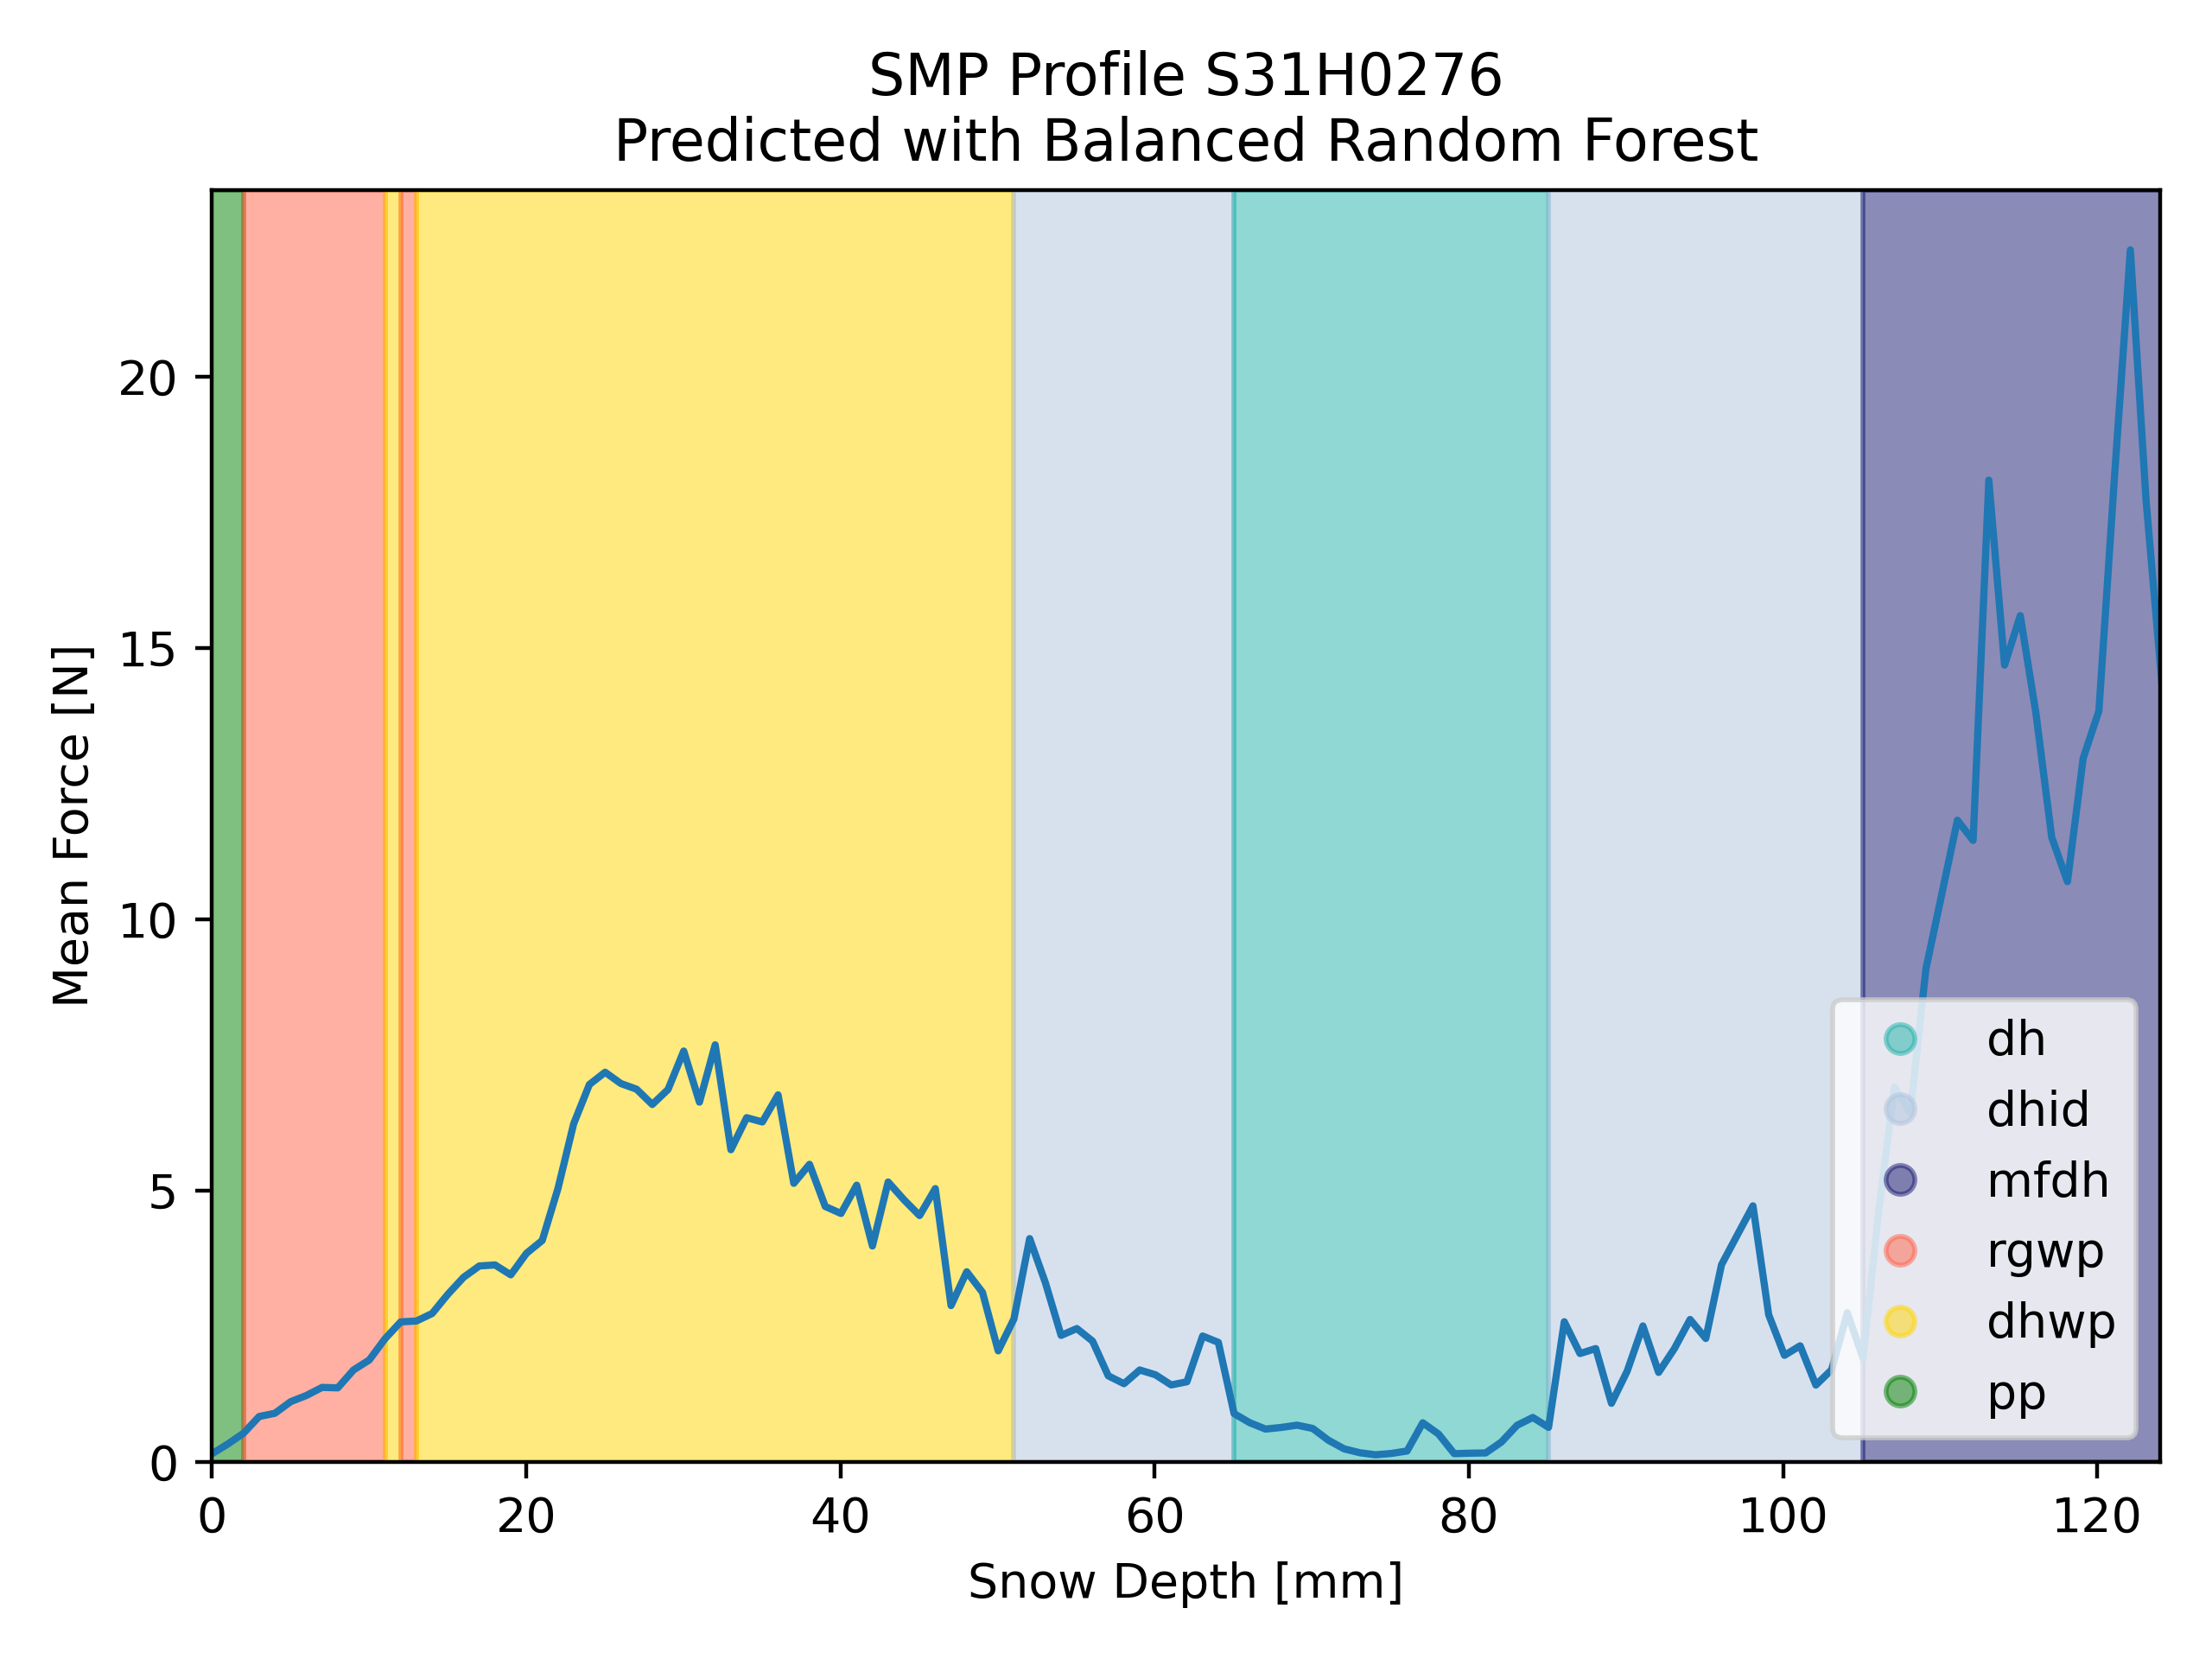 SMP Profile S31H0276
Predicted with Balanced Random Forest
Mean Force [N]
20
15
10
5
0
dh
dhid
mfdh
rgwp
dhwp
pp
0 20 40 60 80 100 120
Snow Depth [mm]